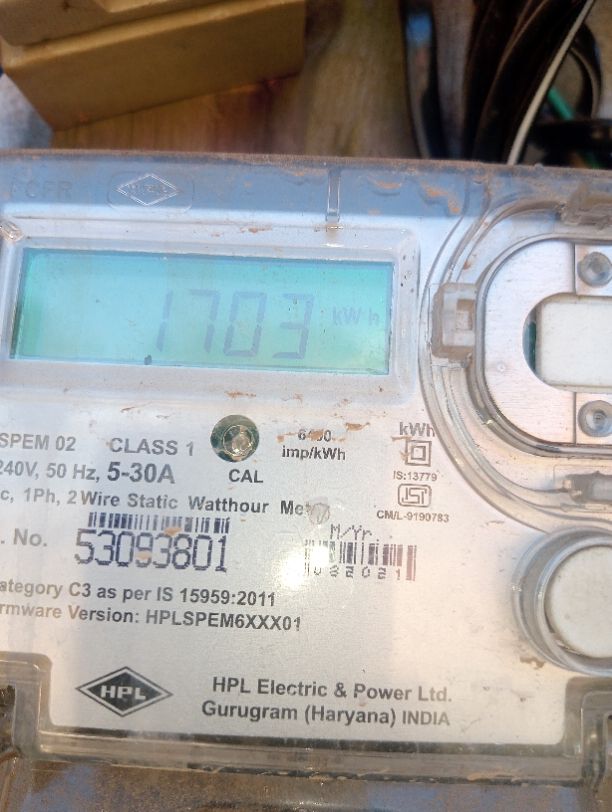 1703 kWh
SPEM 02 CLASS 1
CAL
imp/kWh
kWh
IS:13779
240V, 50 Hz, 5-30A
c, 1Ph, 2 Wire Static Watthour
CM/L-9190783
M/Yr.
. No. 53093801
032021
ategory C3 as per IS 15959:2011
rmware Version: HPLSPEM6XXX01
HPL
HPL Electric & Power Ltd.
Gurugram (Haryana) INDIA